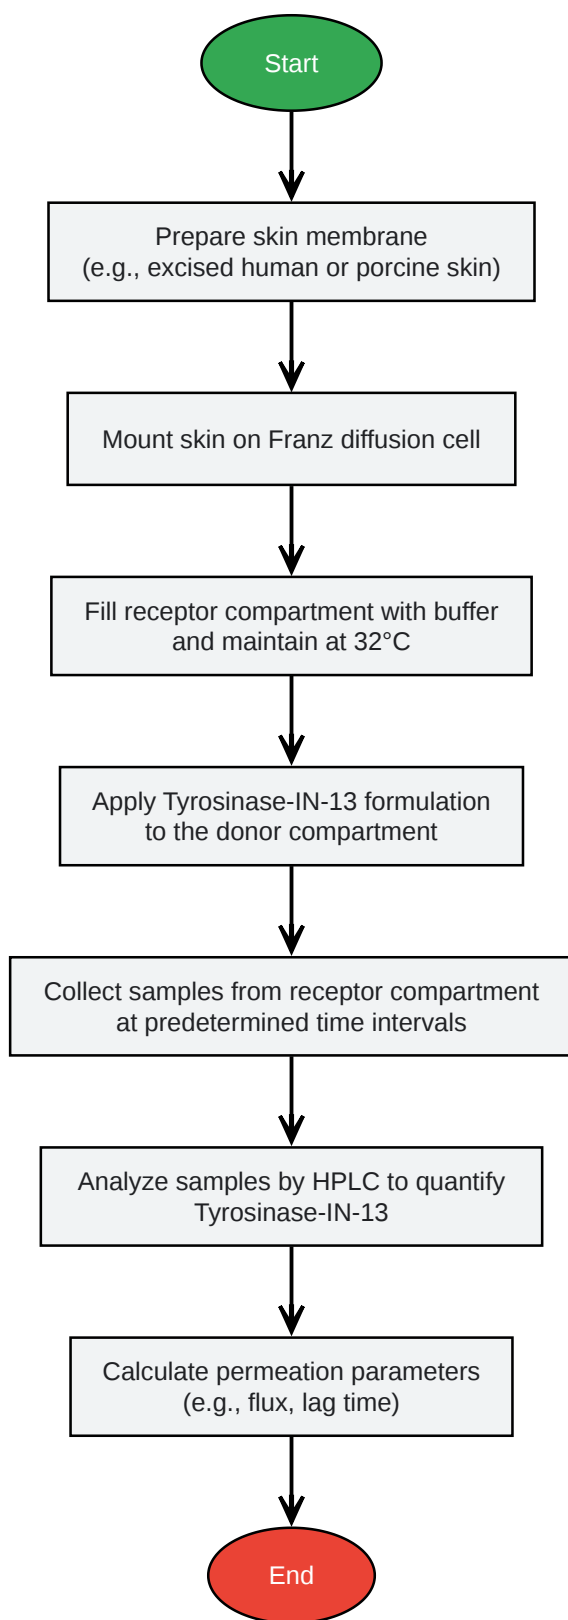 Start
Prepare skin membrane
(e.g., excised human or porcine skin)
Mount skin on Franz diffusion cell
Fill receptor compartment with buffer
and maintain at 32°C
Apply Tyrosinase-IN-13 formulation
to the donor compartment
Collect samples from receptor compartment
at predetermined time intervals
Analyze samples by HPLC to quantify
Tyrosinase-IN-13
Calculate permeation parameters
(e.g., flux, lag time)
End